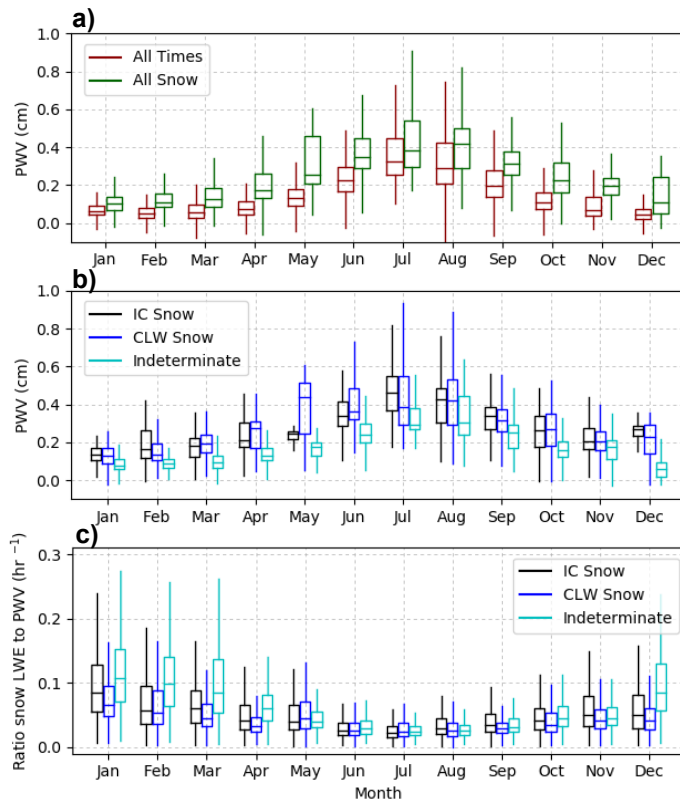 a)
1.0
0.8
0.6
0.4
0.2
0.0
PWV (cm)
All Times
All Snow
Jan Feb Mar Apr May Jun Jul Aug Sep Oct Nov Dec
b)
1.0
0.8
0.6
0.4
0.2
0.0
PWV (cm)
IC Snow
CLW Snow
Indeterminate
Jan Feb Mar Apr May Jun Jul Aug Sep Oct Nov Dec
c)
0.3
0.2
0.1
0.0
Ratio snow LWE to PWV (hr⁻¹)
IC Snow
CLW Snow
Indeterminate
Jan Feb Mar Apr May Jun Jul Aug Sep Oct Nov Dec
Month